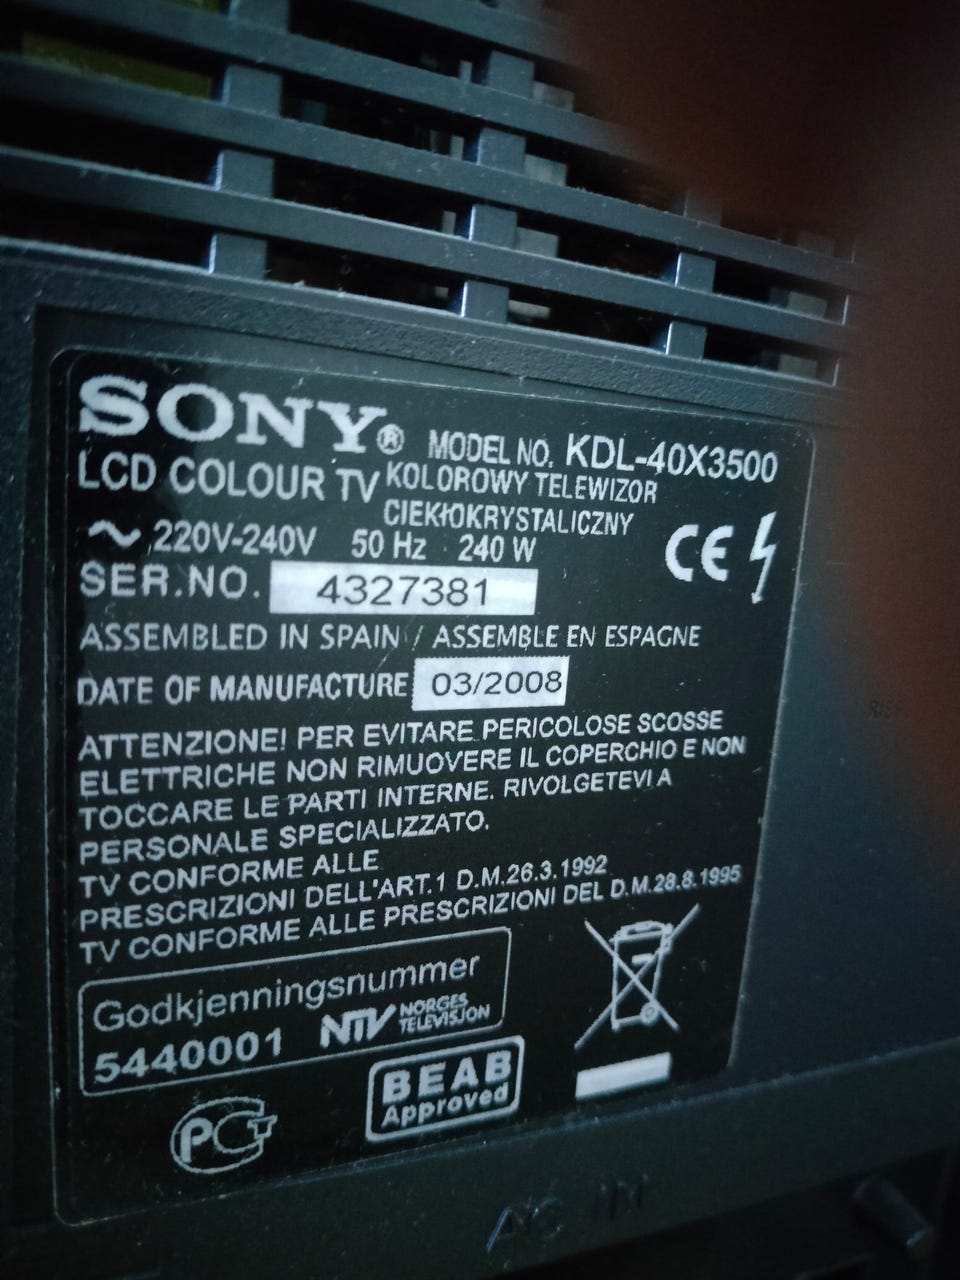 SONY® MODEL NO. KDL-40X3500
LCD COLOUR TV KOLOROWY TELEWIZOR
CIEKŁOKRYSTALICZNY
~ 220V-240V 50 Hz 240 W
CE
SER.NO. 4327381
ASSEMBLED IN SPAIN / ASSEMBLE EN ESPAGNE
DATE OF MANUFACTURE 03/2008
ATTENZIONE! PER EVITARE PERICOLOSE SCOSSE
ELETTRICHE NON RIMUOVERE IL COPERCHIO E NON
TOCCARE LE PARTI INTERNE. RIVOLGETEVI A
PERSONALE SPECIALIZZATO.
TV CONFORME ALLE
PRESCRIZIONI DELL'ART.1 D.M.26.3.1992
TV CONFORME ALLE PRESCRIZIONI DEL D.M.28.8.1995
Godkjenningsnummer
5440001 NTV NORGES
TELEVISJON
BEAB
Approved
PCT
AC IN